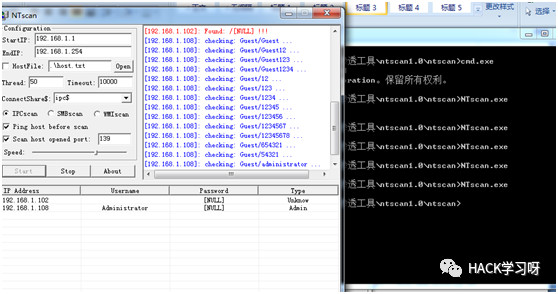 NTscan
Configuration
StartIP: 192.168.1.1
EndIP: 192.168.1.254
HostFile: .\host.txt Open
Thread: 50 Timeout: 10000
ConnectShare$: ipc$
IPCscan SMBscan WMIscan
Ping host before scan
Scan host opened port: 139
Speed:
Start Stop About
[192.168.1.102]: Found: /[NULL] !!!
[192.168.1.108]: checking: Guest/Guest ...
[192.168.1.108]: checking: Guest/Guest12 ...
[192.168.1.108]: checking: Guest/Guest123 ...
[192.168.1.108]: checking: Guest/Guest1234 ...
[192.168.1.108]: checking: Guest/12 ...
[192.168.1.108]: checking: Guest/123 ...
[192.168.1.108]: checking: Guest/1234 ...
[192.168.1.108]: checking: Guest/12345 ...
[192.168.1.108]: checking: Guest/123456 ...
[192.168.1.108]: checking: Guest/1234567 ...
[192.168.1.108]: checking: Guest/12345678 ...
[192.168.1.108]: checking: Guest/654321 ...
[192.168.1.108]: checking: Guest/54321 ...
[192.168.1.108]: checking: Guest/administrator ...
IP Address Username Password Type
192.168.1.102 [NULL] Unknow
192.168.1.108 Administrator [NULL] Admin
标题 3 标题 4 标题 5 更改样式 选择
透工具\ntscan1.0\ntscan>cmd.exe
ration。保留所有权利。
透工具\ntscan1.0\ntscan>NTscan.exe
透工具\ntscan1.0\ntscan>NTscan.exe
透工具\ntscan1.0\ntscan>NTscan.exe
透工具\ntscan1.0\ntscan>NTscan.exe
透工具\ntscan1.0\ntscan>NTscan.exe
透工具\ntscan1.0\ntscan>
HACK学习呀